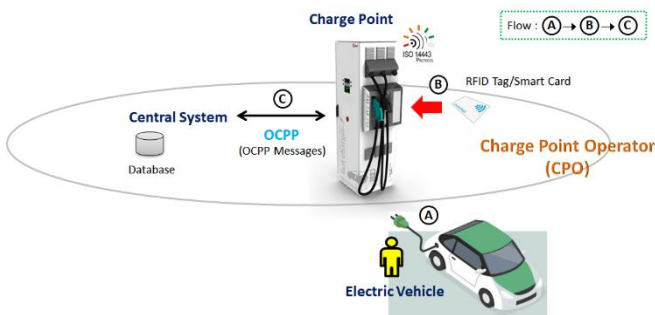 Charge Point
Flow : A → B → C
ISO 14443
PROTOCOL
B
RFID Tag/Smart Card
C
Central System
OCPP
(OCPP Messages)
Database
Charge Point Operator
(CPO)
A
Electric Vehicle